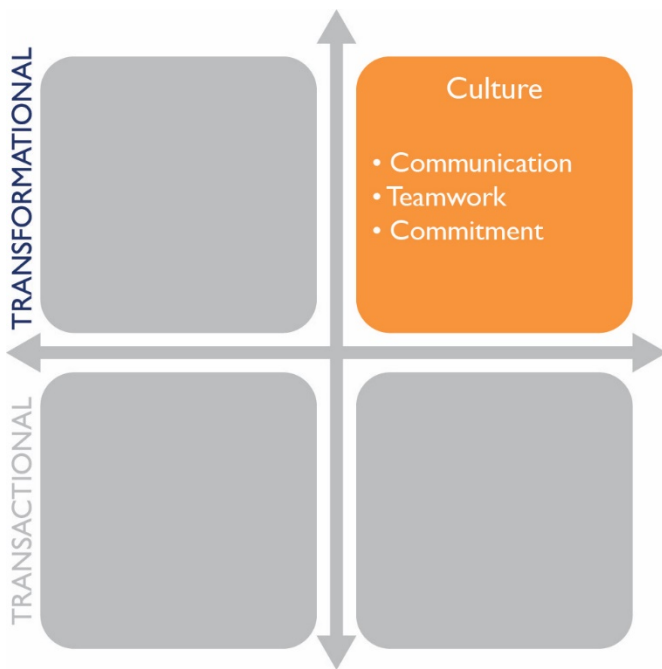 TRANSFORMATIONAL
Culture
• Communication
• Teamwork
• Commitment
TRANSACTIONAL